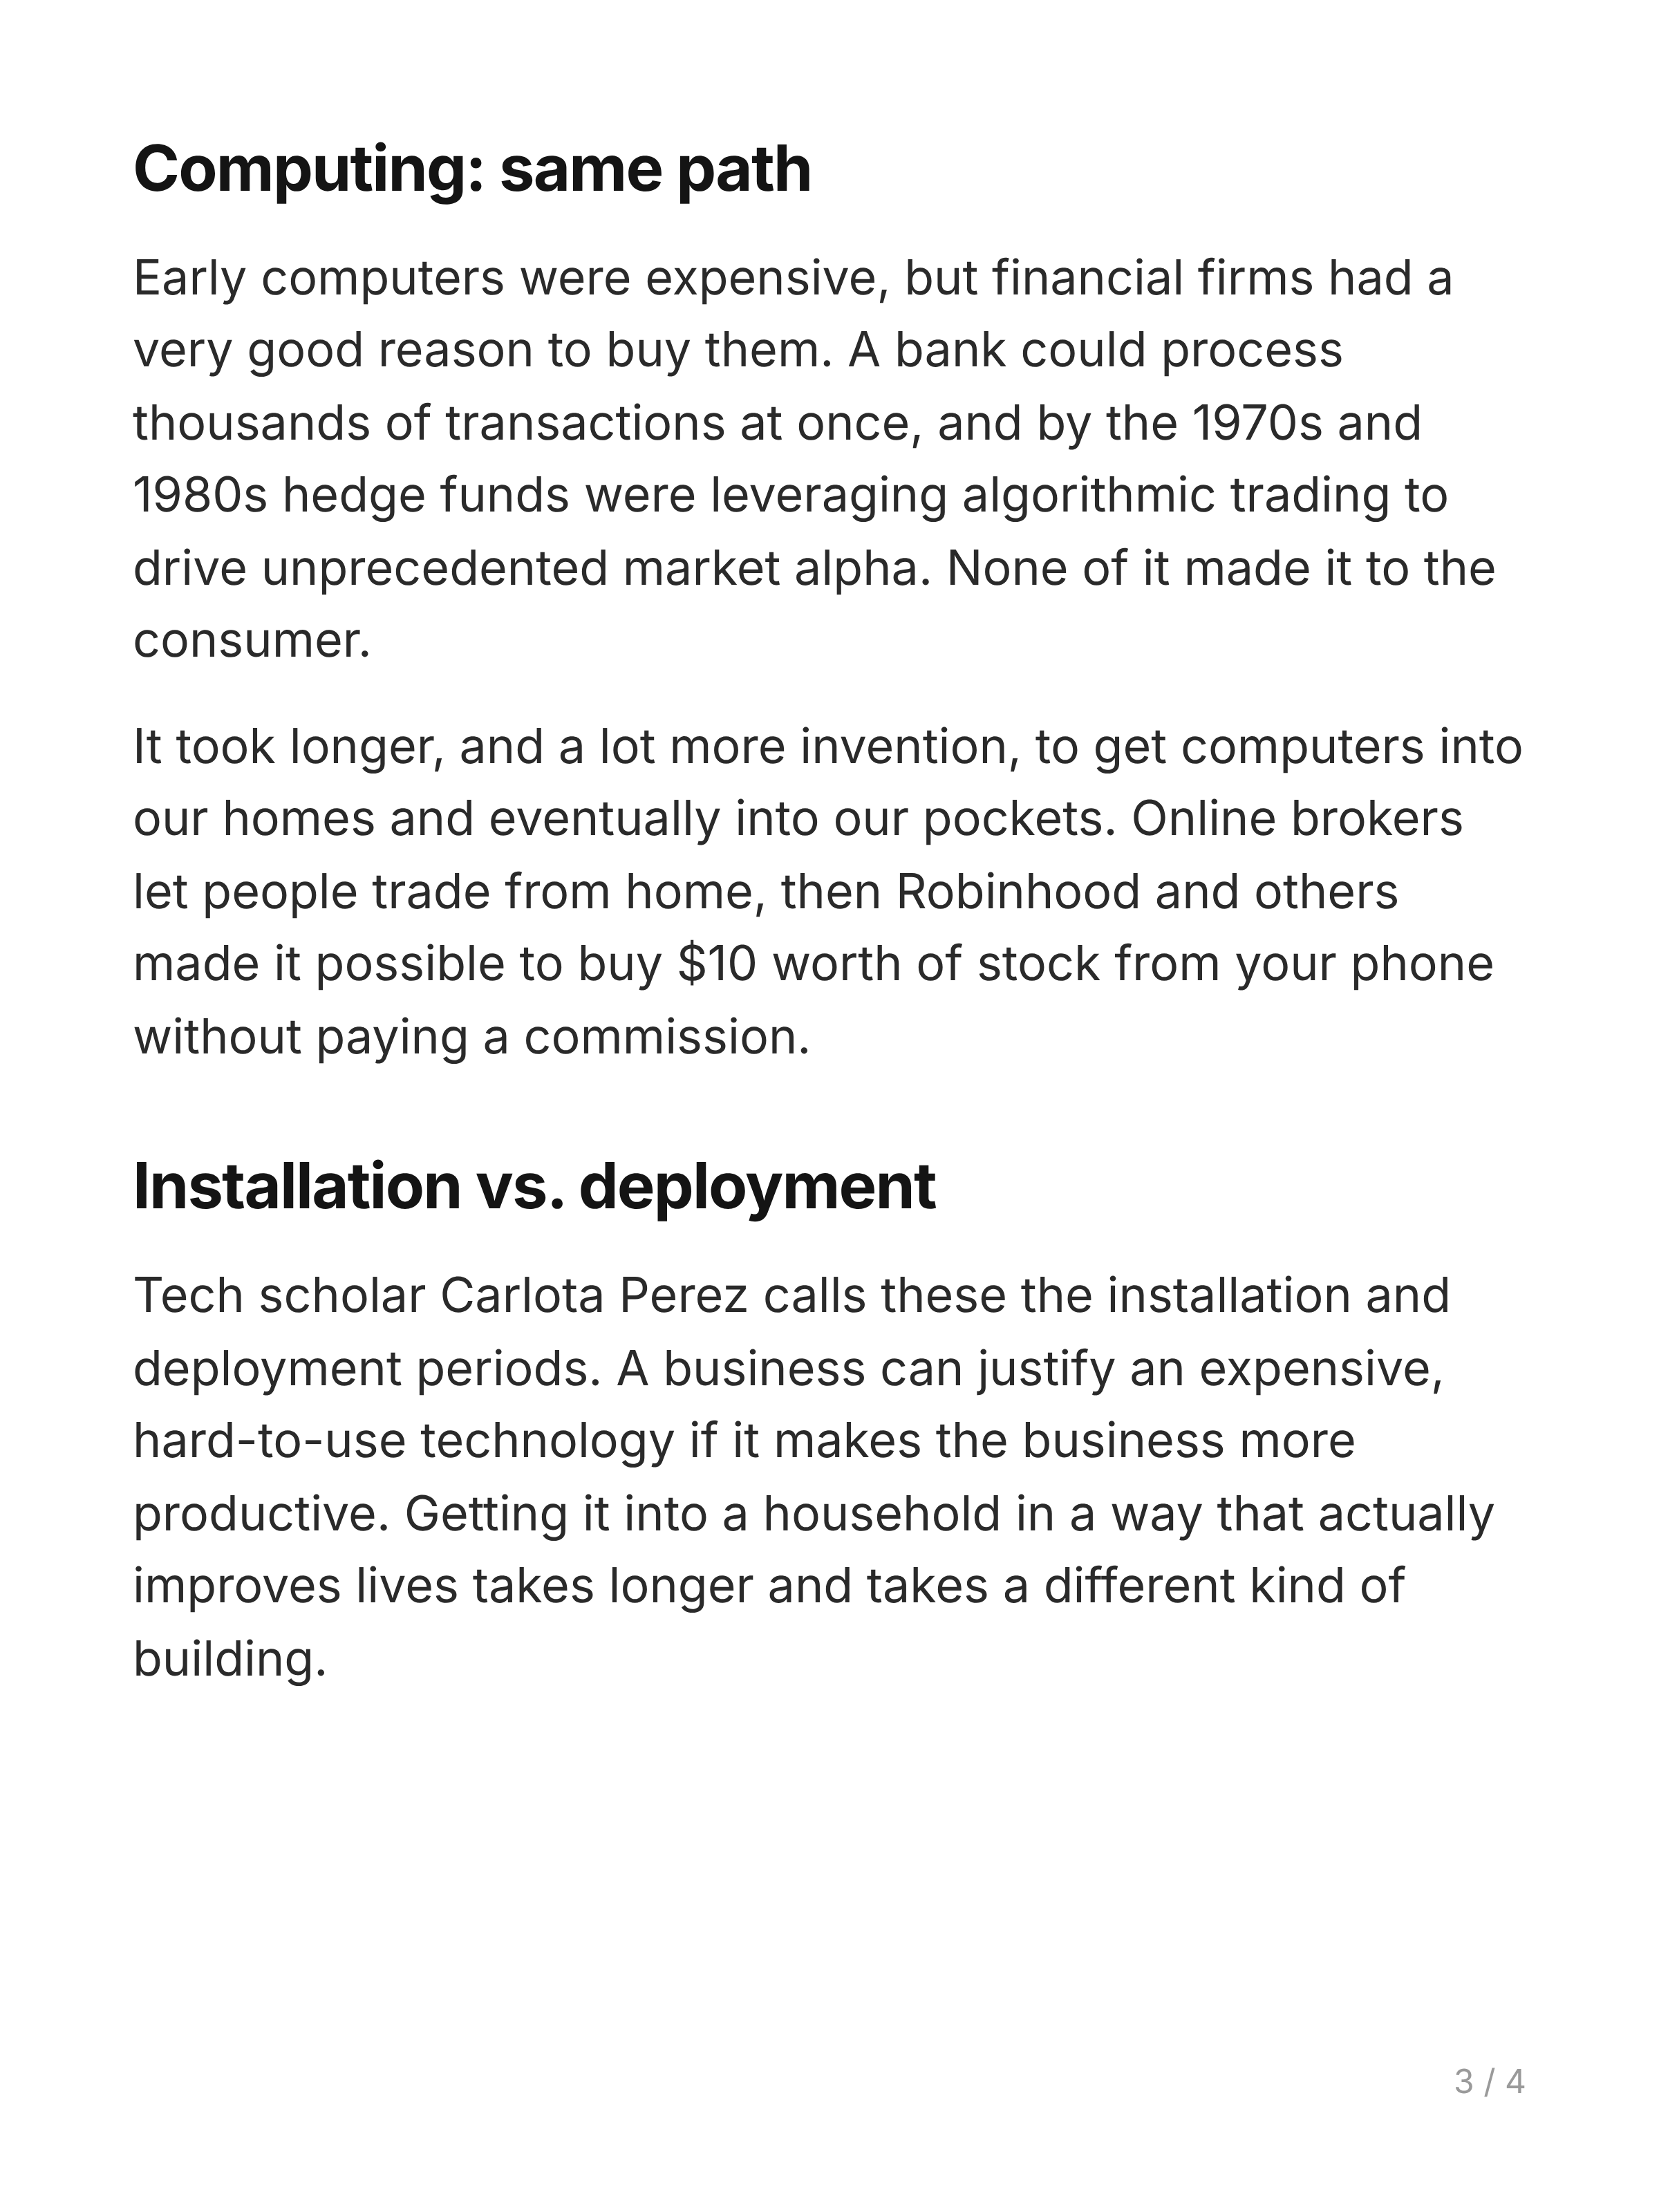 Computing: same path
Early computers were expensive, but financial firms had a
very good reason to buy them. A bank could process
thousands of transactions at once, and by the 1970s and
1980s hedge funds were leveraging algorithmic trading to
drive unprecedented market alpha. None of it made it to the
consumer.
It took longer, and a lot more invention, to get computers into
our homes and eventually into our pockets. Online brokers
let people trade from home, then Robinhood and others
made it possible to buy $10 worth of stock from your phone
without paying a commission.
Installation vs. deployment
Tech scholar Carlota Perez calls these the installation and
deployment periods. A business can justify an expensive,
hard-to-use technology if it makes the business more
productive. Getting it into a household in a way that actually
improves lives takes longer and takes a different kind of
building.
3 / 4